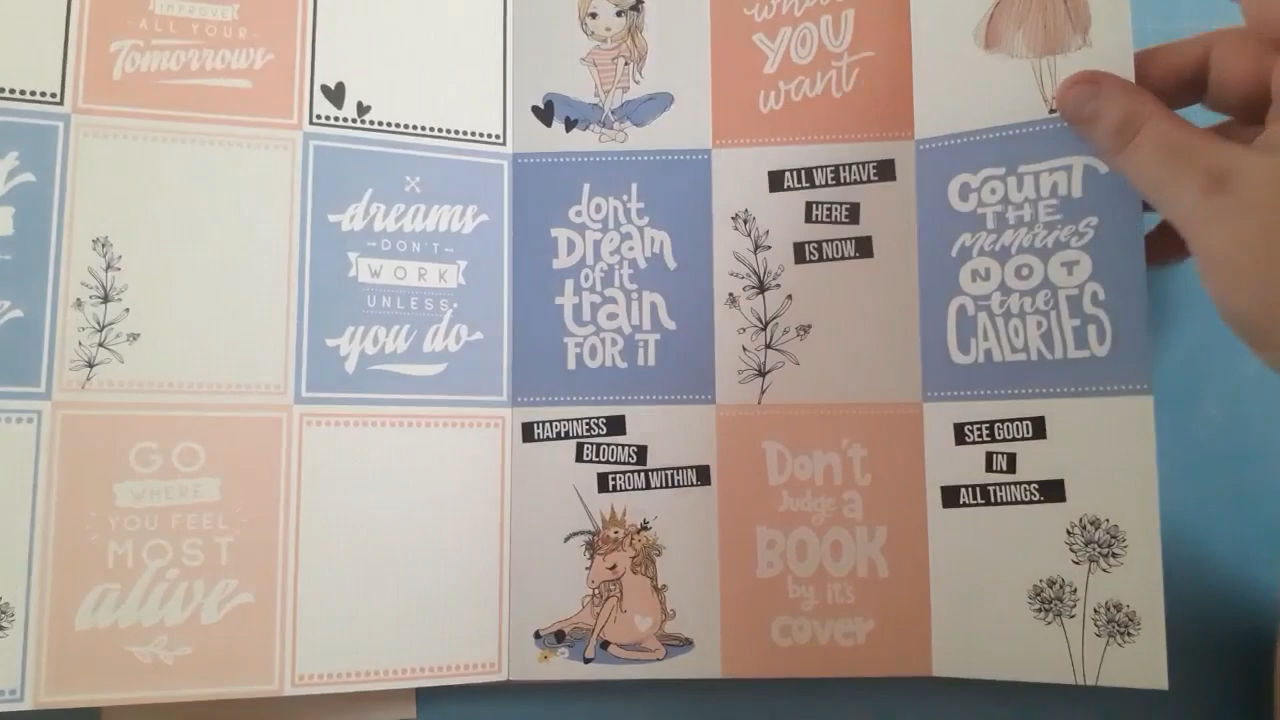 IMPROVE
ALL YOUR
Tomorrows
YOU
want
dreams
DON'T
WORK
UNLESS
you do
don't
Dream
of it
train
FOR iT
ALL WE HAVE
HERE
IS NOW.
Count
THE
MeMories
NOT
the
CALORIES
GO
WHERE
YOU FEEL
MOST
alive
HAPPINESS
BLOOMS
FROM WITHIN.
Don't
Judge a
BOOK
by it's
cover
SEE GOOD
IN
ALL THINGS.